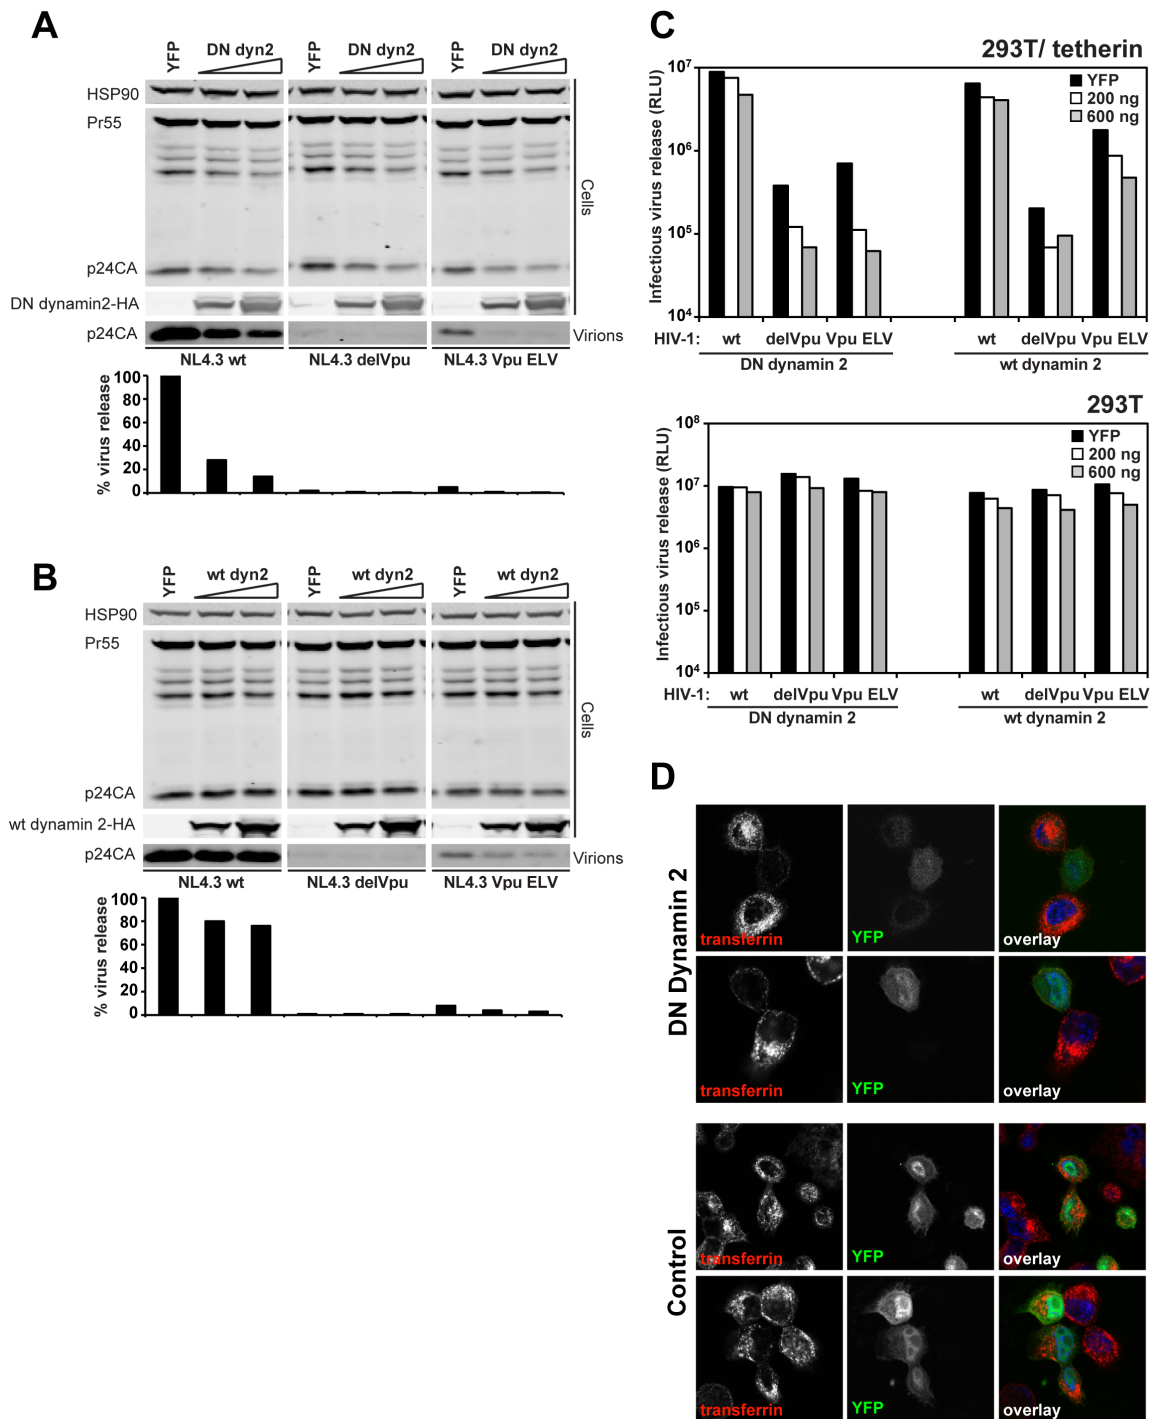 A
YFP
DN dyn2
YFP
DN dyn2
YFP
DN dyn2
HSP90
Pr55
p24CA
DN dynamin2-HA
p24CA
Cells
Virions
NL4.3 wt
NL4.3 delVpu
NL4.3 Vpu ELV
% virus release
100
80
60
40
20
0
B
YFP
wt dyn2
YFP
wt dyn2
YFP
wt dyn2
HSP90
Pr55
p24CA
wt dynamin 2-HA
p24CA
Cells
Virions
NL4.3 wt
NL4.3 delVpu
NL4.3 Vpu ELV
% virus release
100
80
60
40
20
0
C
293T/ tetherin
Infectious virus release (RLU)
10⁷
10⁶
10⁵
10⁴
YFP
200 ng
600 ng
HIV-1: wt delVpu Vpu ELV wt delVpu Vpu ELV
DN dynamin 2 wt dynamin 2
293T
Infectious virus release (RLU)
10⁸
10⁷
10⁶
10⁵
10⁴
YFP
200 ng
600 ng
HIV-1: wt delVpu Vpu ELV wt delVpu Vpu ELV
DN dynamin 2 wt dynamin 2
D
DN Dynamin 2
transferrin YFP overlay
transferrin YFP overlay
Control
transferrin YFP overlay
transferrin YFP overlay